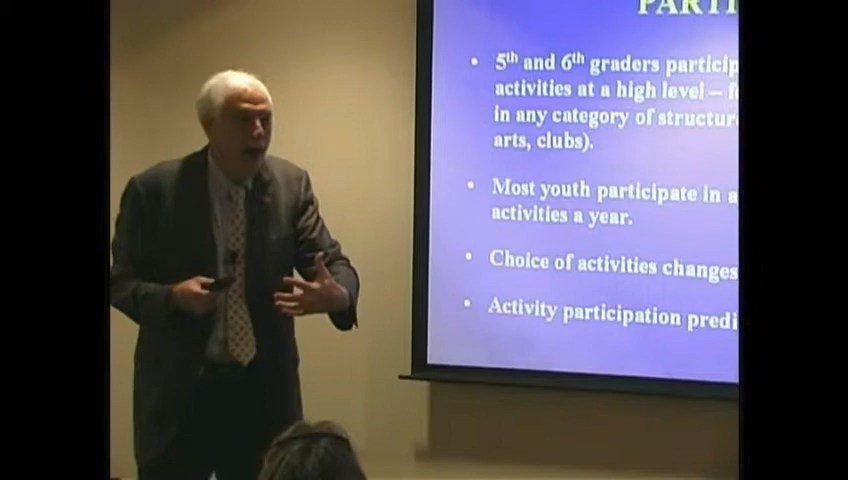 PARTI
• 5th and 6th graders particip
activities at a high level –
in any category of structur
arts, clubs).
• Most youth participate in a
activities a year.
• Choice of activities changes
• Activity participation predi